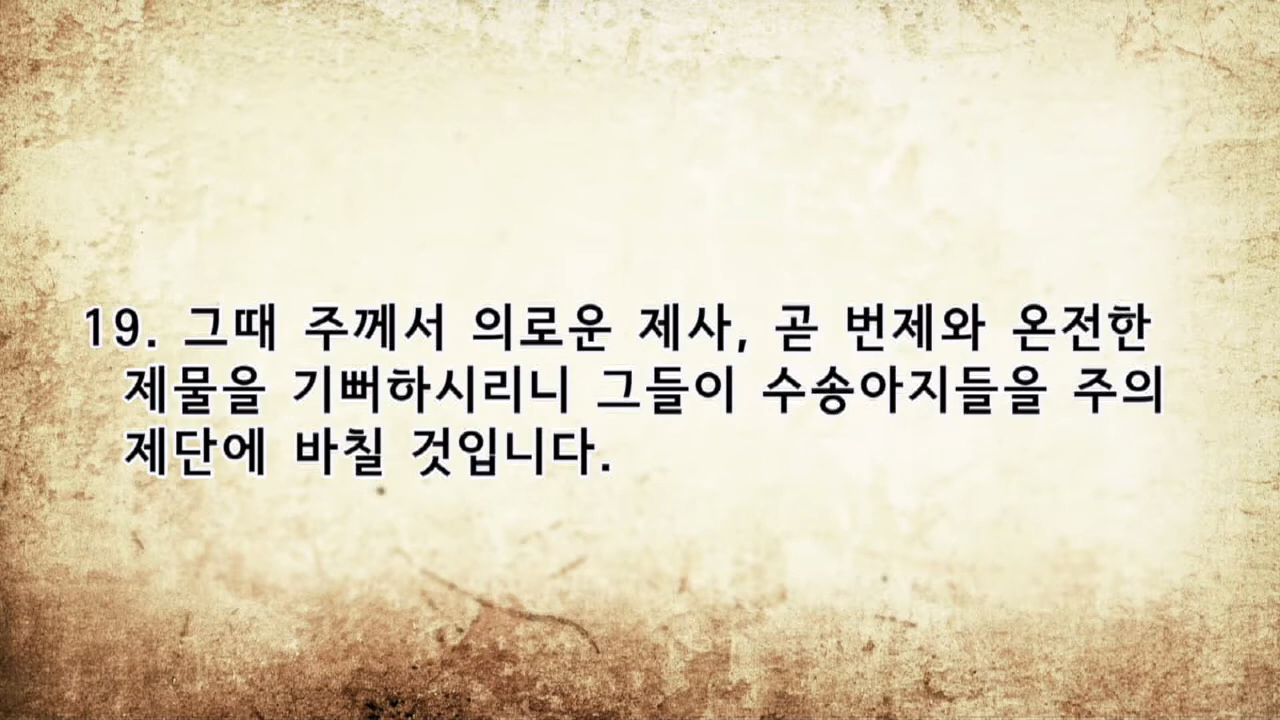 19. 그때 주께서 의로운 제사, 곧 번제와 온전한
제물을 기뻐하시리니 그들이 수송아지들을 주의
제단에 바칠 것입니다.